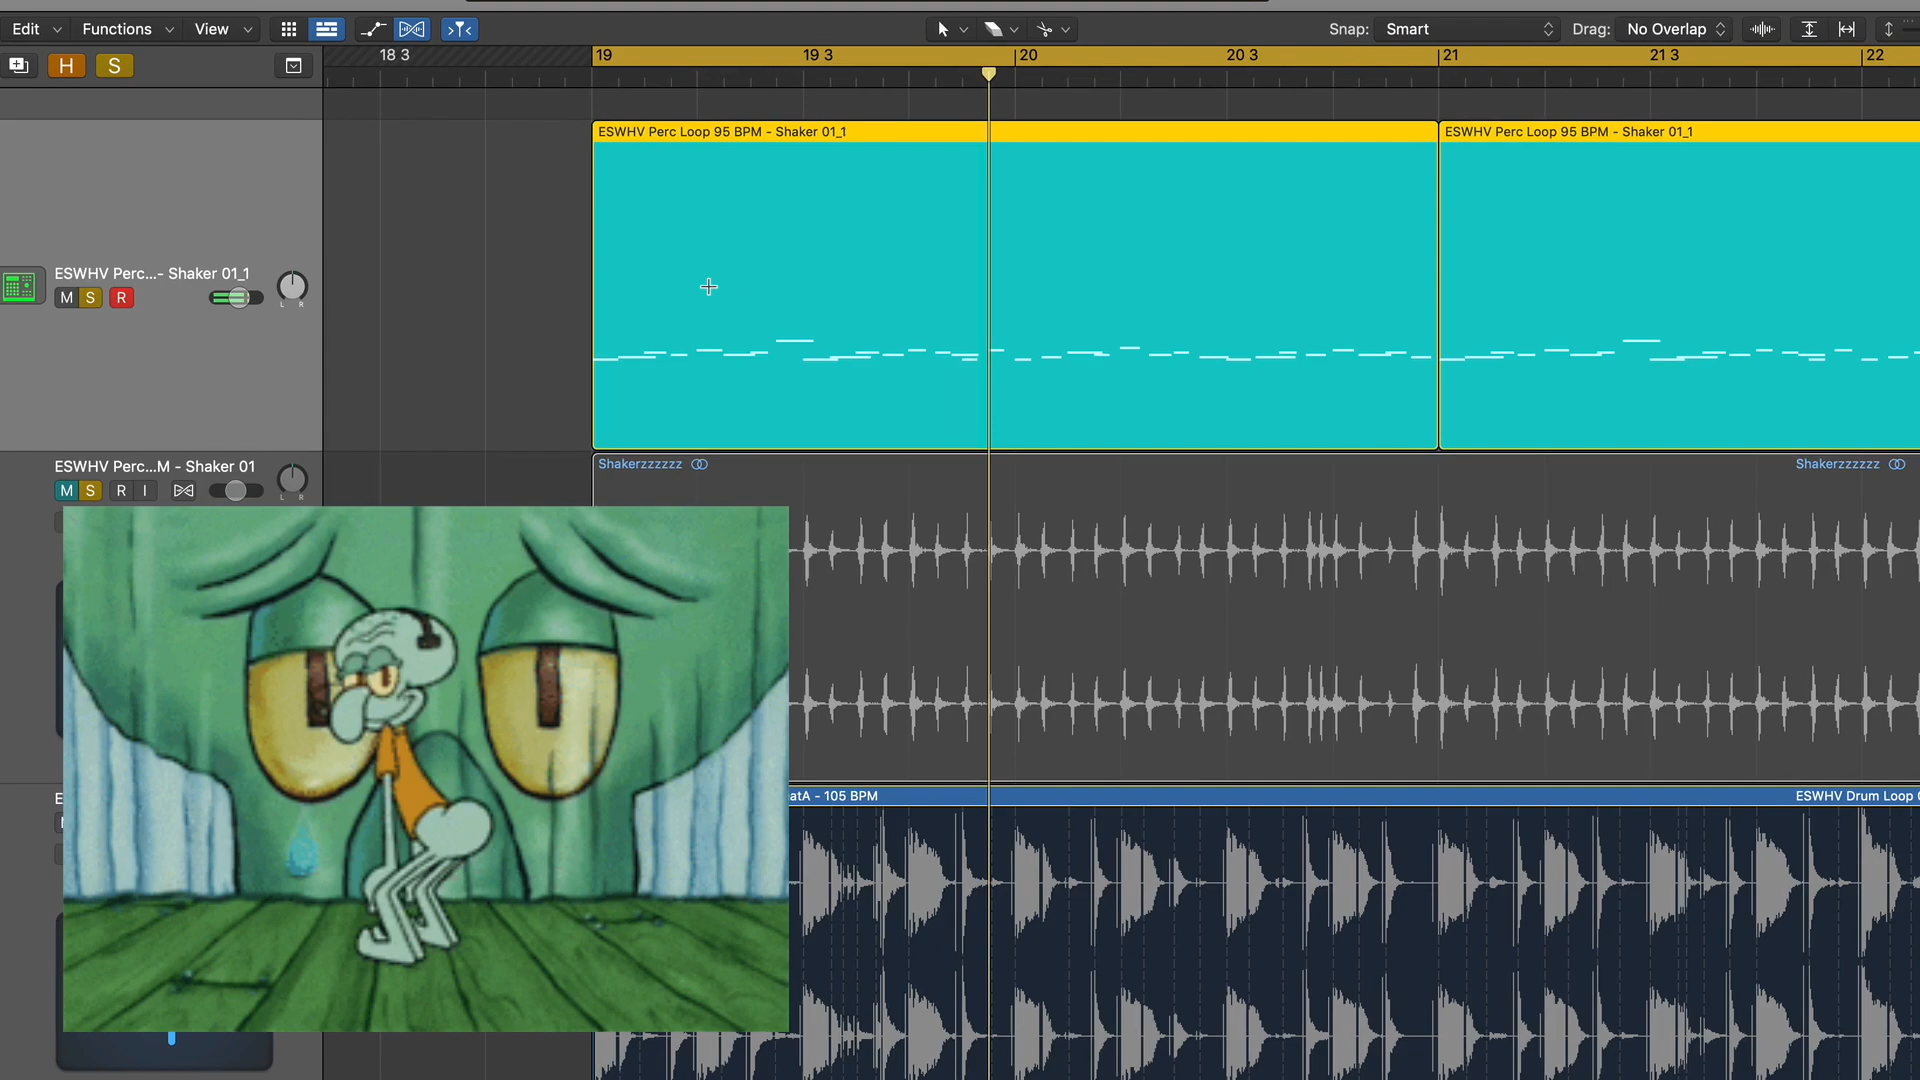 Edit
Functions
View
Snap: Smart
Drag: No Overlap
H
S
18 3
19
19 3
20
20 3
21
21 3
22
ESWHV Perc Loop 95 BPM - Shaker 01_1
ESWHV Perc Loop 95 BPM - Shaker 01_1
ESWHV Perc...- Shaker 01_1
M S R
L R
ESWHV Perc...M - Shaker 01
M S R I
L R
Shakerzzzzzz
Shakerzzzzzz
atA - 105 BPM
ESWHV Drum Loop